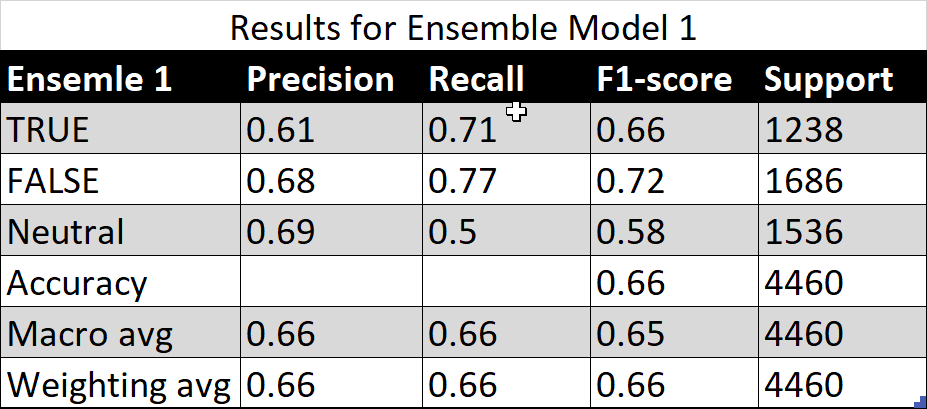 Results for Ensemble Model 1
Ensemle 1 Precision Recall F1-score Support
TRUE 0.61 0.71 0.66 1238
FALSE 0.68 0.77 0.72 1686
Neutral 0.69 0.5 0.58 1536
Accuracy 0.66 4460
Macro avg 0.66 0.66 0.65 4460
Weighting avg 0.66 0.66 0.66 4460